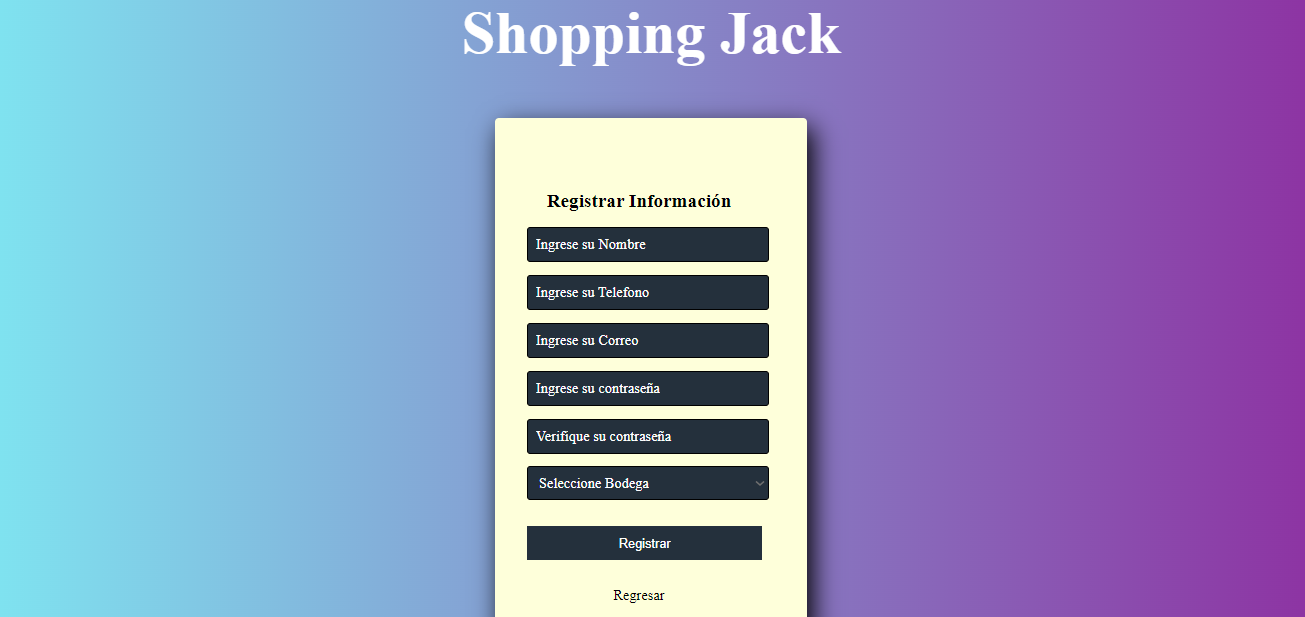 Shopping Jack
Registrar Información
Ingrese su Nombre
Ingrese su Telefono
Ingrese su Correo
Ingrese su contraseña
Verifique su contraseña
Seleccione Bodega
Registrar
Regresar